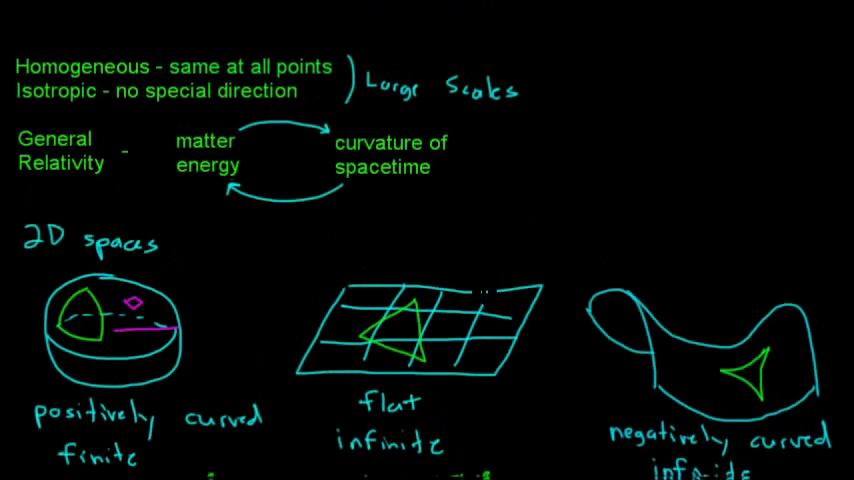 Homogeneous - same at all points
Isotropic - no special direction
Large Scales
General Relativity -
matter energy
curvature of spacetime
2D spaces
positively curved
finite
flat
infinite
negatively curved
infinite